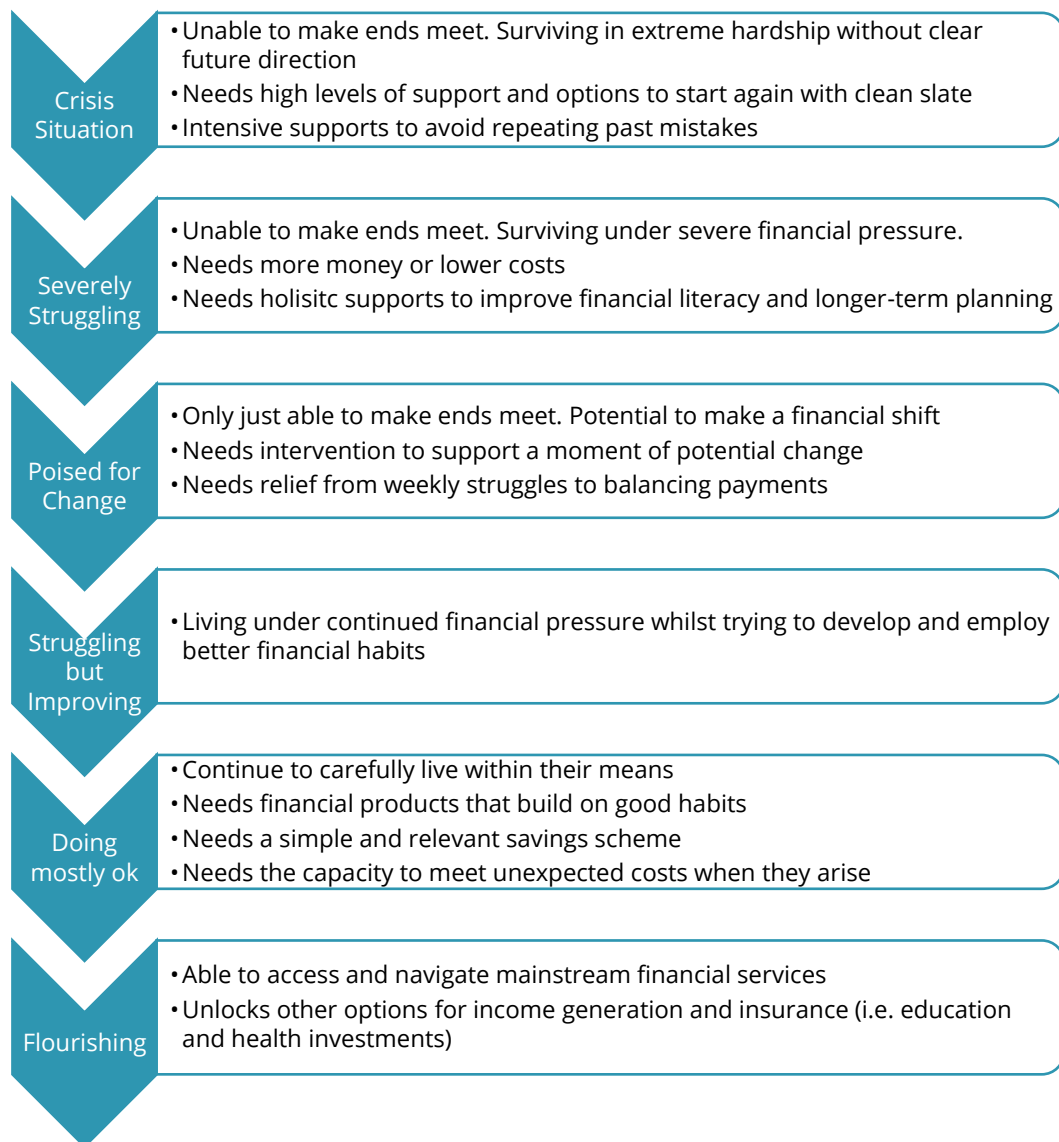 Crisis
Situation
•Unable to make ends meet. Surviving in extreme hardship without clear
future direction
•Needs high levels of support and options to start again with clean slate
•Intensive supports to avoid repeating past mistakes
Severely
Struggling
•Unable to make ends meet. Surviving under severe financial pressure.
•Needs more money or lower costs
•Needs holisitc supports to improve financial literacy and longer-term planning
Poised for
Change
•Only just able to make ends meet. Potential to make a financial shift
•Needs intervention to support a moment of potential change
•Needs relief from weekly struggles to balancing payments
Struggling
but
Improving
•Living under continued financial pressure whilst trying to develop and employ
better financial habits
Doing
mostly ok
•Continue to carefully live within their means
•Needs financial products that build on good habits
•Needs a simple and relevant savings scheme
•Needs the capacity to meet unexpected costs when they arise
Flourishing
•Able to access and navigate mainstream financial services
•Unlocks other options for income generation and insurance (i.e. education
and health investments)